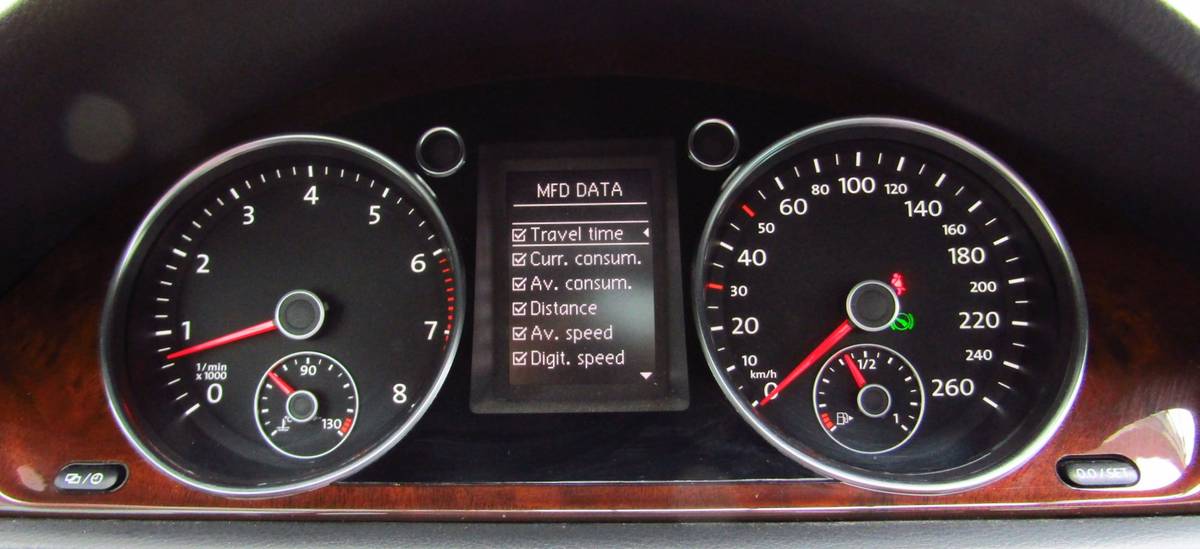 1/min
x 1000
0
1
2
3
4
5
6
7
8
90
130
MFD DATA
Travel time
Curr. consum.
Av. consum.
Distance
Av. speed
Digit. speed
km/h
0
10
20
30
40
50
60
80
100
120
140
160
180
200
220
240
260
1/2
1
0.0/SET